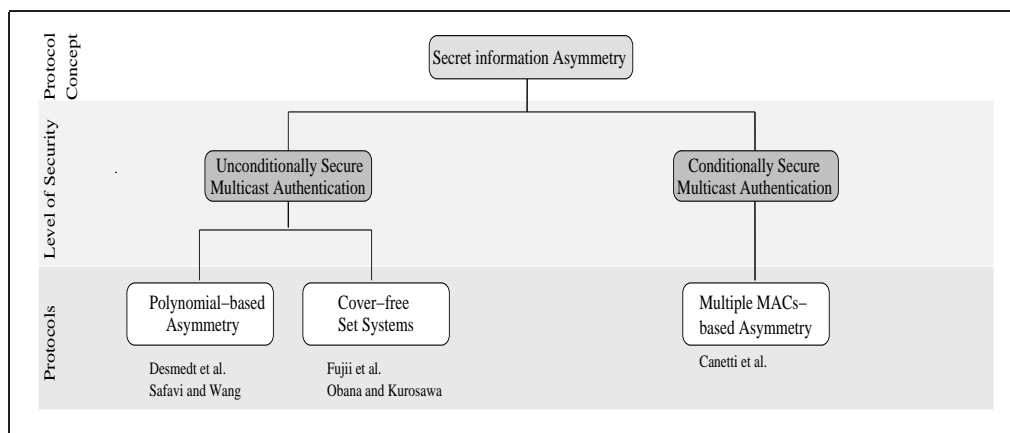 Protocol
Concept
Secret information Asymmetry
Level of Security
Unconditionally Secure
Multicast Authentication
Conditionally Secure
Multicast Authentication
Protocols
Polynomial−based
Asymmetry
Desmedt et al.
Safavi and Wang
Cover−free
Set Systems
Fujii et al.
Obana and Kurosawa
Multiple MACs−
based Asymmetry
Canetti et al.